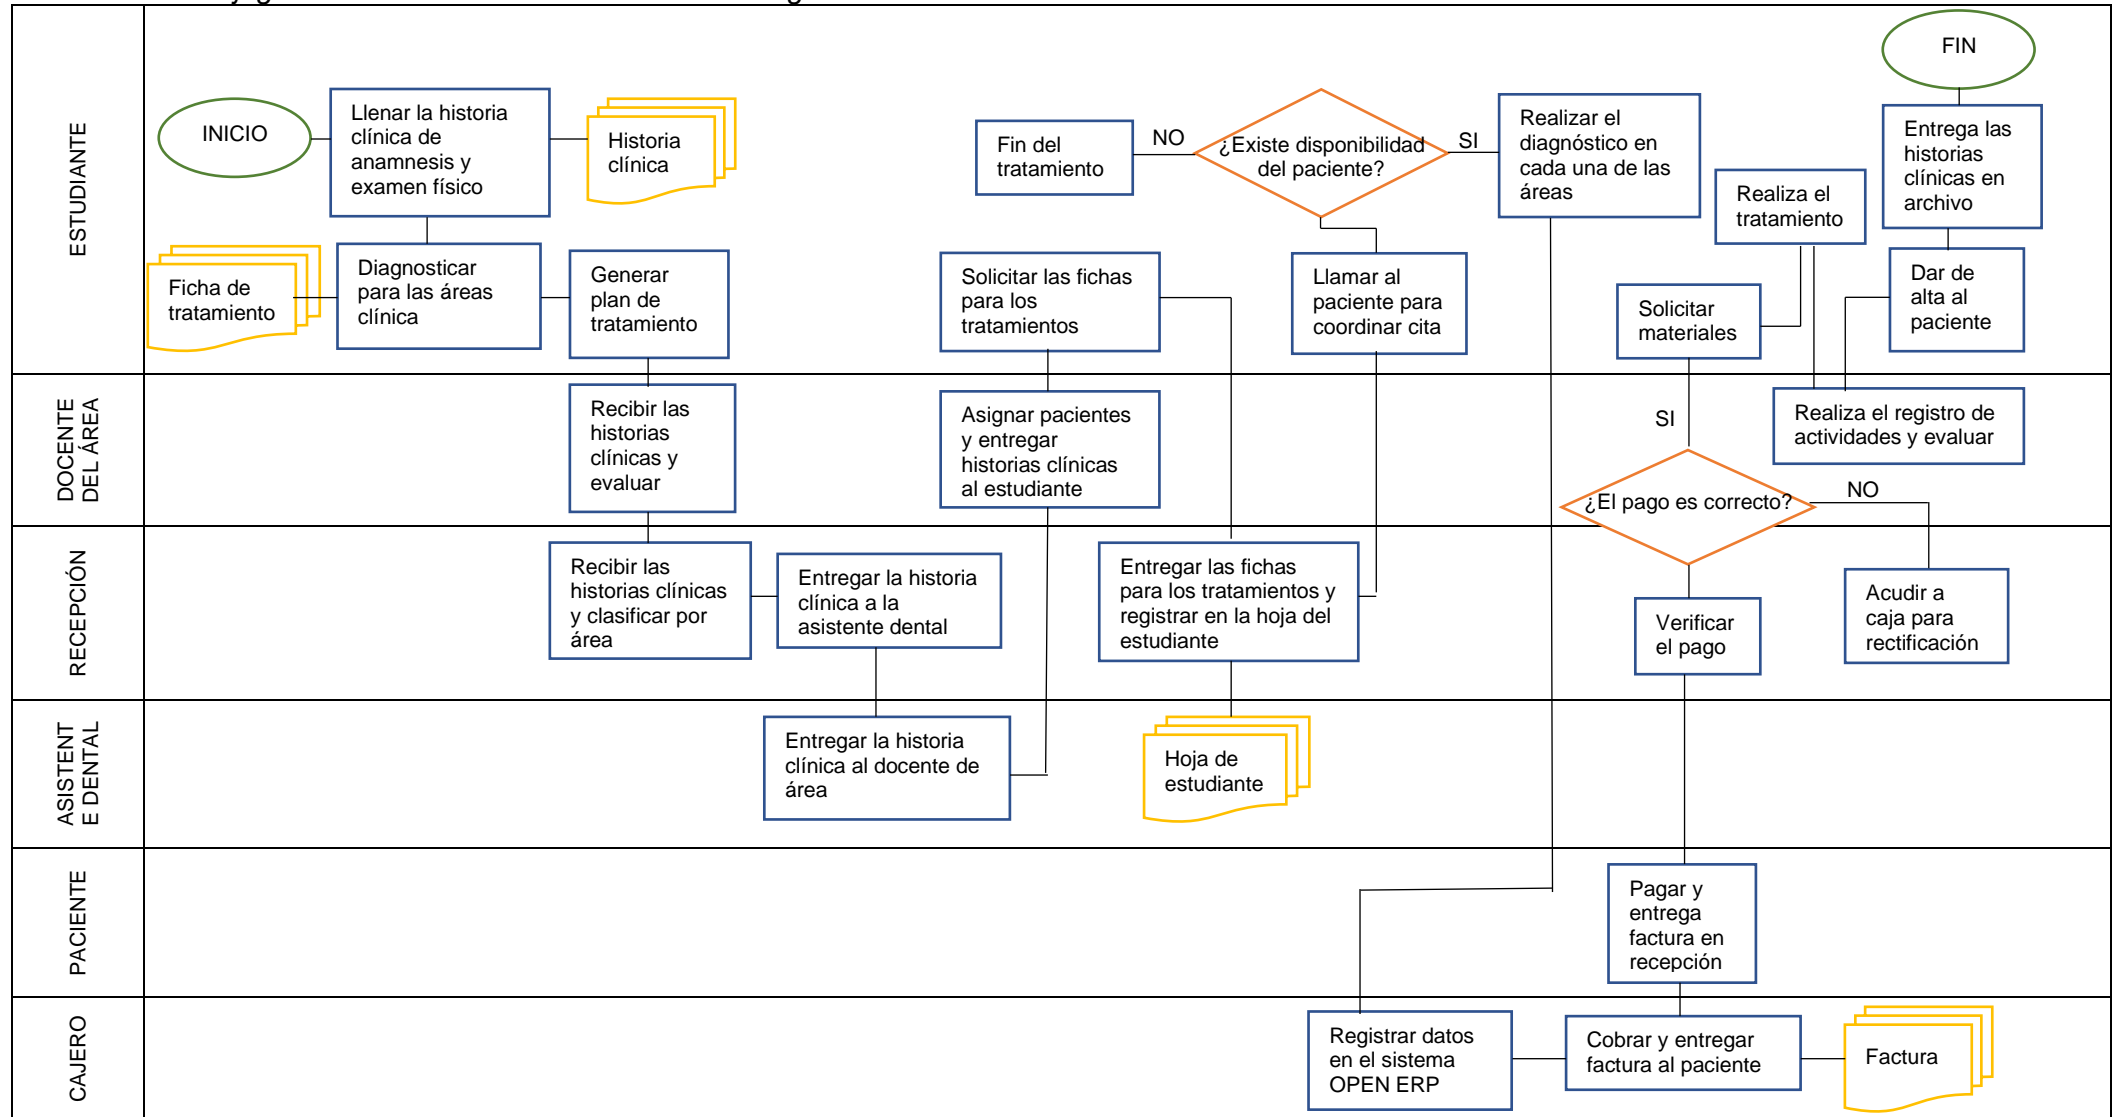 ESTUDIANTE
INICIO
Llenar la historia
clínica de
anamnesis y
examen físico
Historia
clínica
Ficha de
tratamiento
Diagnosticar
para las áreas
clínica
Generar
plan de
tratamiento
Fin del
tratamiento
NO
¿Existe disponibilidad
del paciente?
SI
Realizar el
diagnóstico en
cada una de las
áreas
Solicitar las fichas
para los
tratamientos
Llamar al
paciente para
coordinar cita
Realiza el
tratamiento
Solicitar
materiales
FIN
Entrega las
historias
clínicas en
archivo
Dar de
alta al
paciente
DOCENTE
DEL ÁREA
Recibir las
historias
clínicas y
evaluar
Asignar pacientes
y entregar
historias clínicas
al estudiante
SI
¿El pago es correcto?
NO
Realiza el registro de
actividades y evaluar
RECEPCIÓN
Recibir las
historias clínicas
y clasificar por
área
Entregar la historia
clínica a la
asistente dental
Entregar las fichas
para los tratamientos y
registrar en la hoja del
estudiante
Verificar
el pago
Acudir a
caja para
rectificación
ASISTENT
E DENTAL
Entregar la historia
clínica al docente de
área
Hoja de
estudiante
PACIENTE
Pagar y
entrega
factura en
recepción
CAJERO
Registrar datos
en el sistema
OPEN ERP
Cobrar y entregar
factura al paciente
Factura